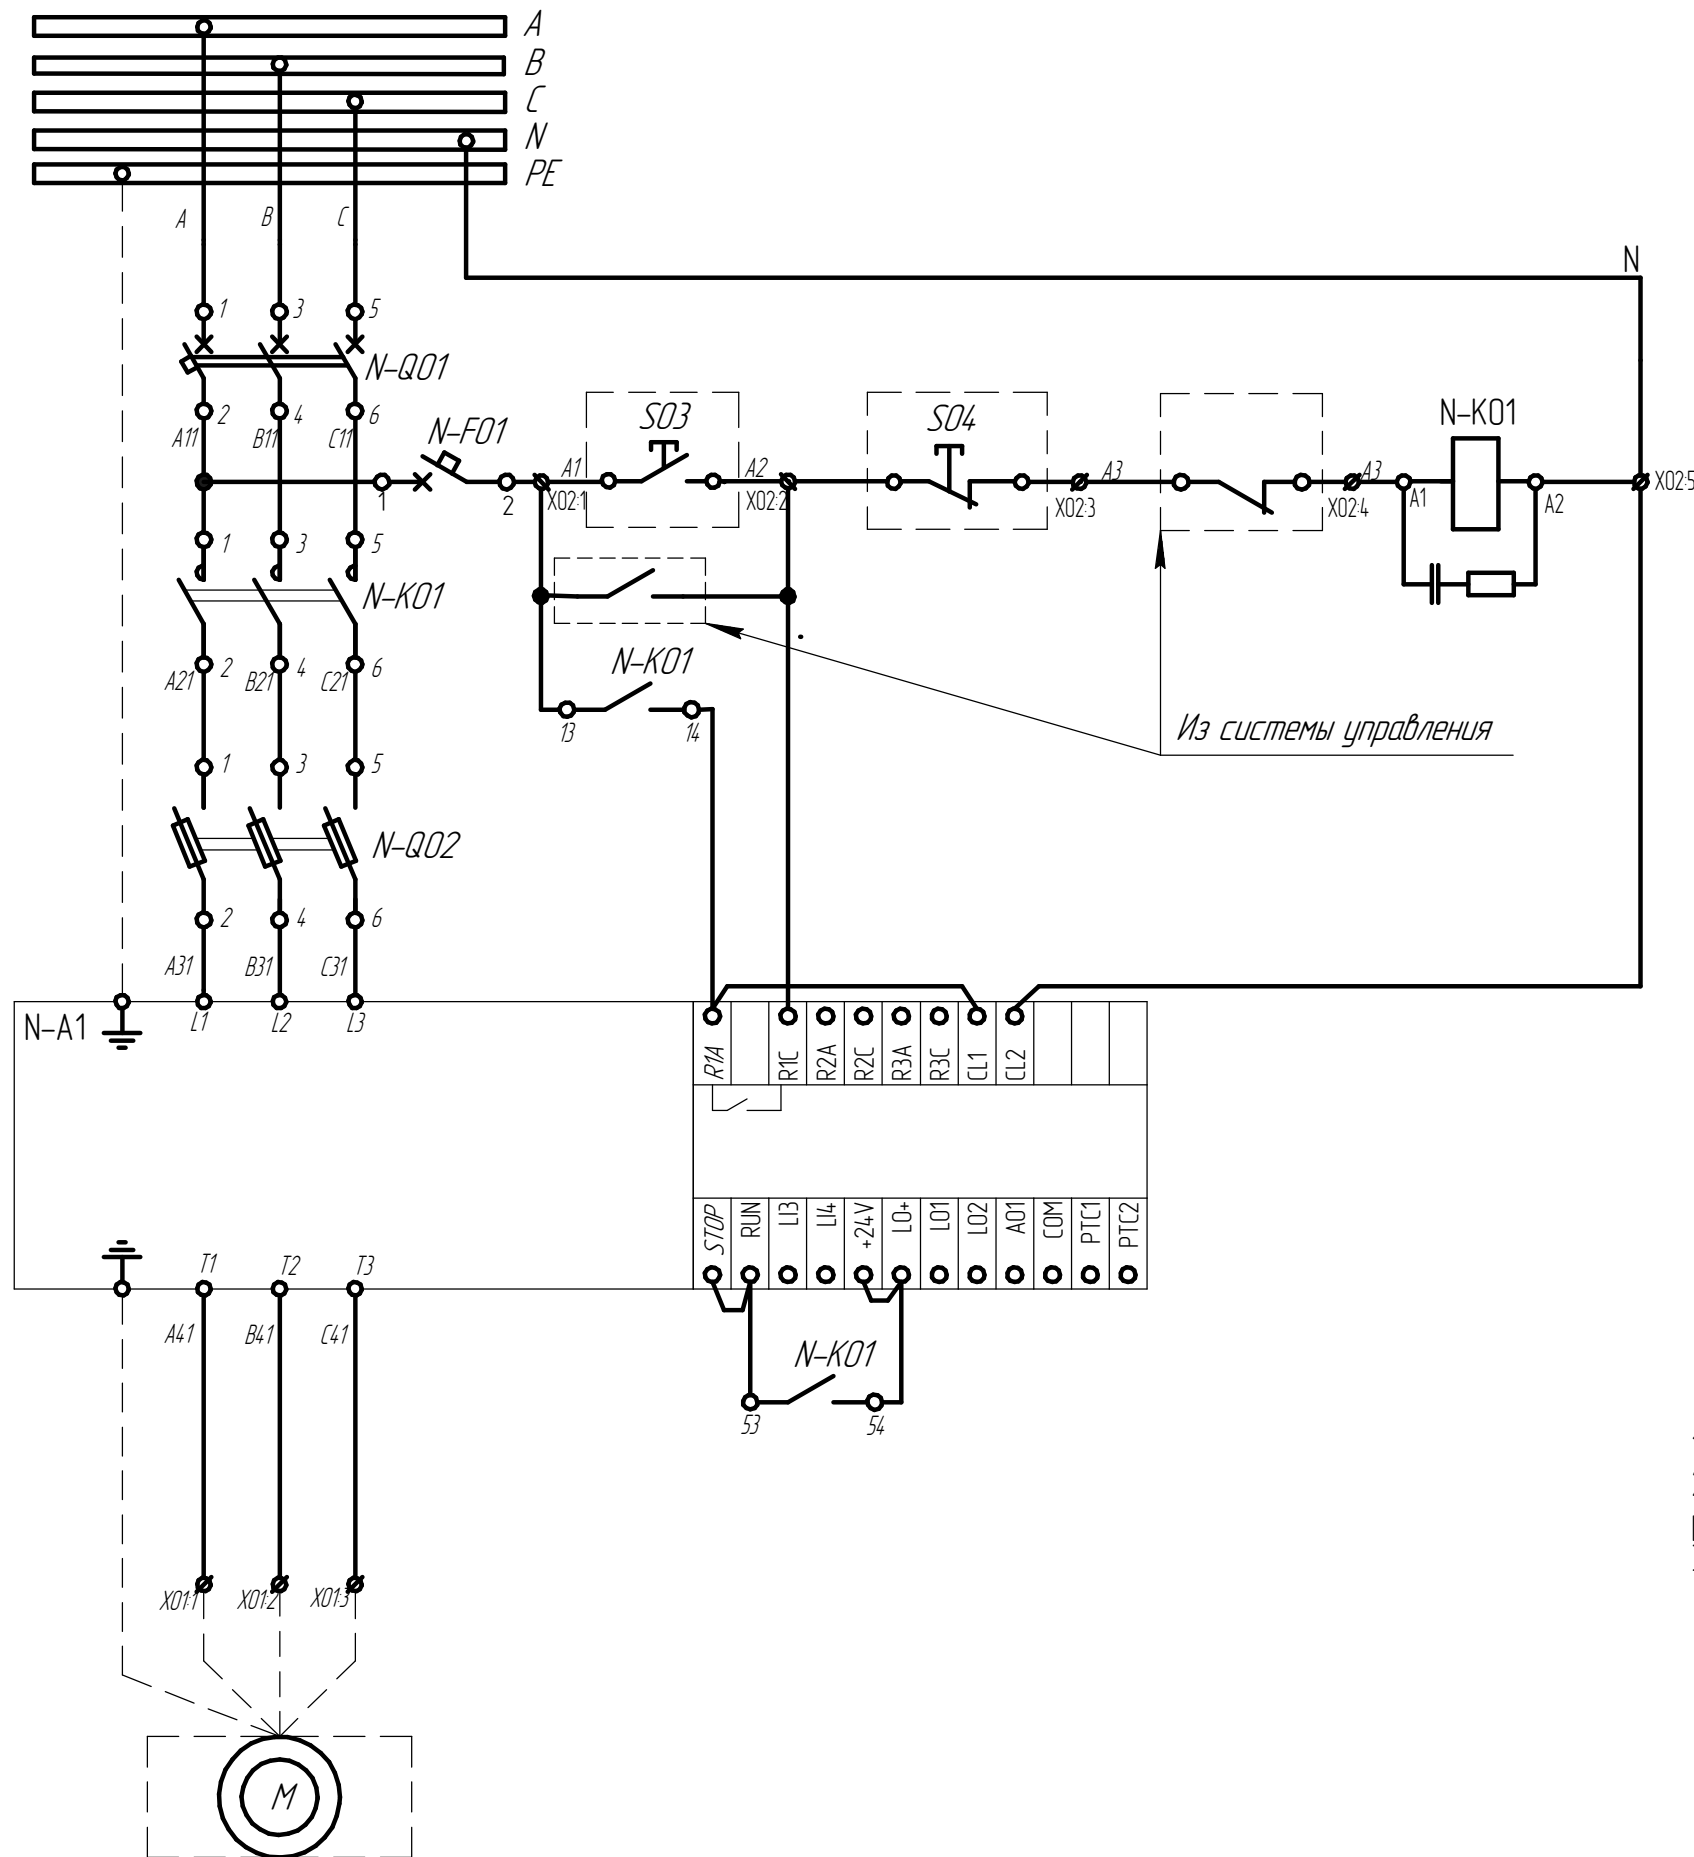 A
B
C
N
PE
A B C
N
1 3 5
N-Q01
2 4 6
A11 B11 C11
N-F01
S03
S04
N-K01
1 2
A1
X02:1
A2
X02:2
A3
X02:3
A3
X02:4
A1
A2
X02:5
1 3 5
N-K01
2 4 6
A21 B21 C21
N-K01
13 14
Из системы управления
1 3 5
N-Q02
2 4 6
A31 B31 C31
N-A1
L1 L2 L3
R1A R1C R2A R2C R3A R3C CL1 CL2
STOP RUN LI3 LI4 +24V LO+ LO1 LO2 AO1 COM PTC1 PTC2
T1 T2 T3
A41 B41 C41
N-K01
53 54
X01:1 X01:2 X01:3
M